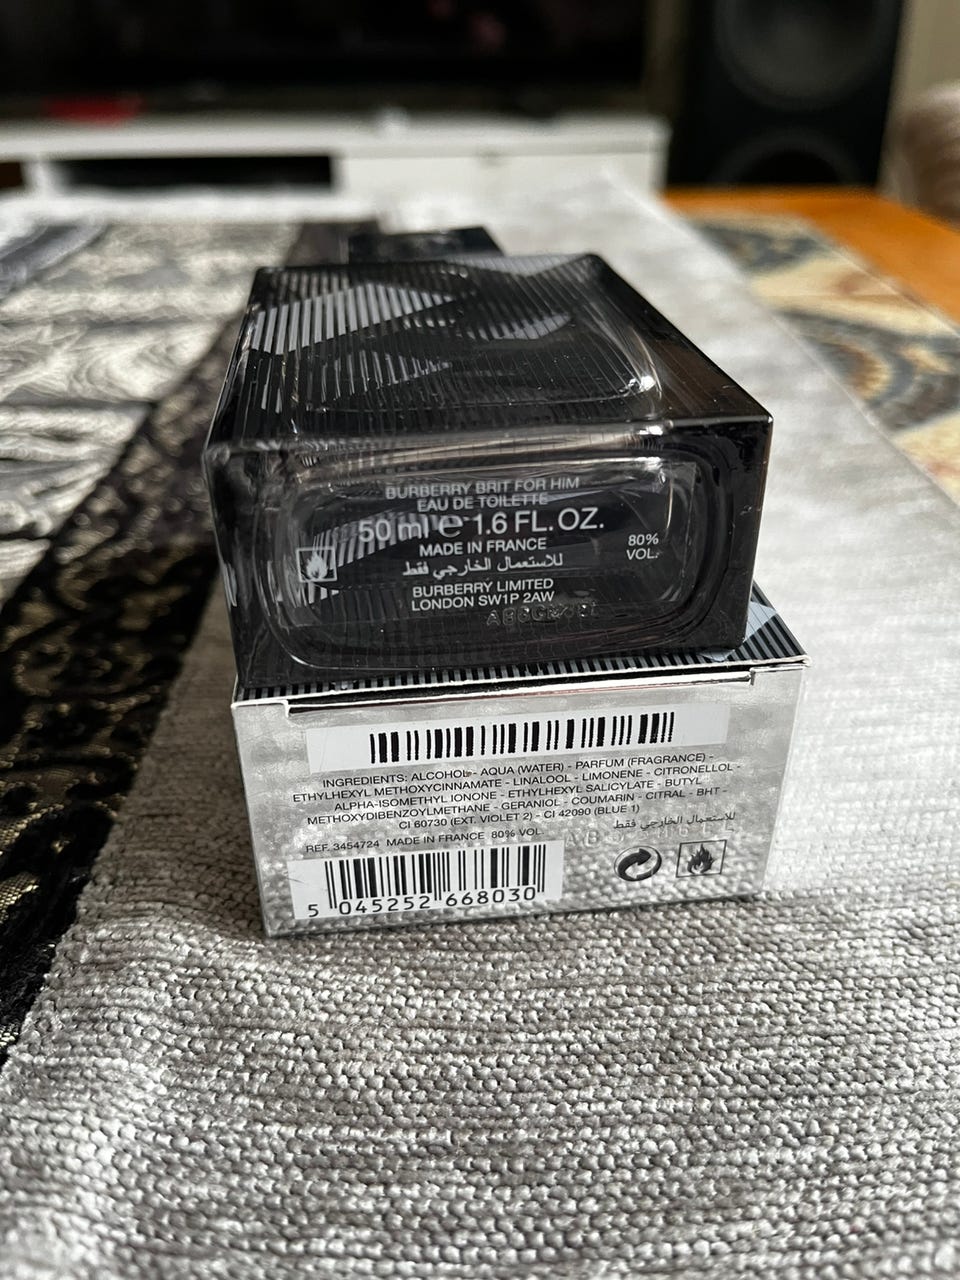 BURBERRY BRIT FOR HIM
EAU DE TOILETTE
50 ml e 1.6 FL. OZ.
MADE IN FRANCE
80%
VOL.
للاستعمال الخارجي فقط
BURBERRY LIMITED
LONDON SW1P 2AW
INGREDIENTS: ALCOHOL - AQUA (WATER) - PARFUM (FRAGRANCE) -
ETHYLHEXYL METHOXYCINNAMATE - LINALOOL - LIMONENE - CITRONELLOL -
ALPHA-ISOMETHYL IONONE - ETHYLHEXYL SALICYLATE - BUTYL
METHOXYDIBENZOYLMETHANE - GERANIOL - COUMARIN - CITRAL - BHT -
CI 60730 (EXT. VIOLET 2) - CI 42090 (BLUE 1)
للاستعمال الخارجي فقط
REF. 3454724 MADE IN FRANCE 80% VOL.
5 045252 668030